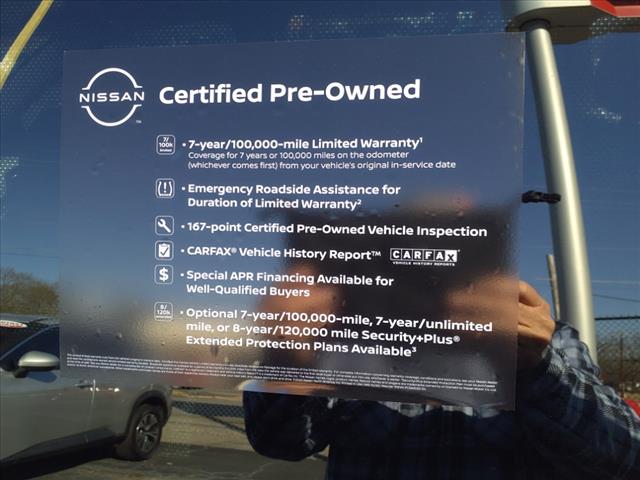 NISSAN
Certified Pre-Owned
7/
100k
limited
• 7-year/100,000-mile Limited Warranty¹
Coverage for 7 years or 100,000 miles on the odometer
(whichever comes first) from your vehicle's original in-service date
• Emergency Roadside Assistance for
Duration of Limited Warranty²
• 167-point Certified Pre-Owned Vehicle Inspection
• CARFAX® Vehicle History Report™
CARFAX
VEHICLE HISTORY REPORTS
$
• Special APR Financing Available for
Well-Qualified Buyers
8/
120k
• Optional 7-year/100,000-mile, 7-year/unlimited
mile, or 8-year/120,000 mile Security+Plus®
Extended Protection Plans Available³